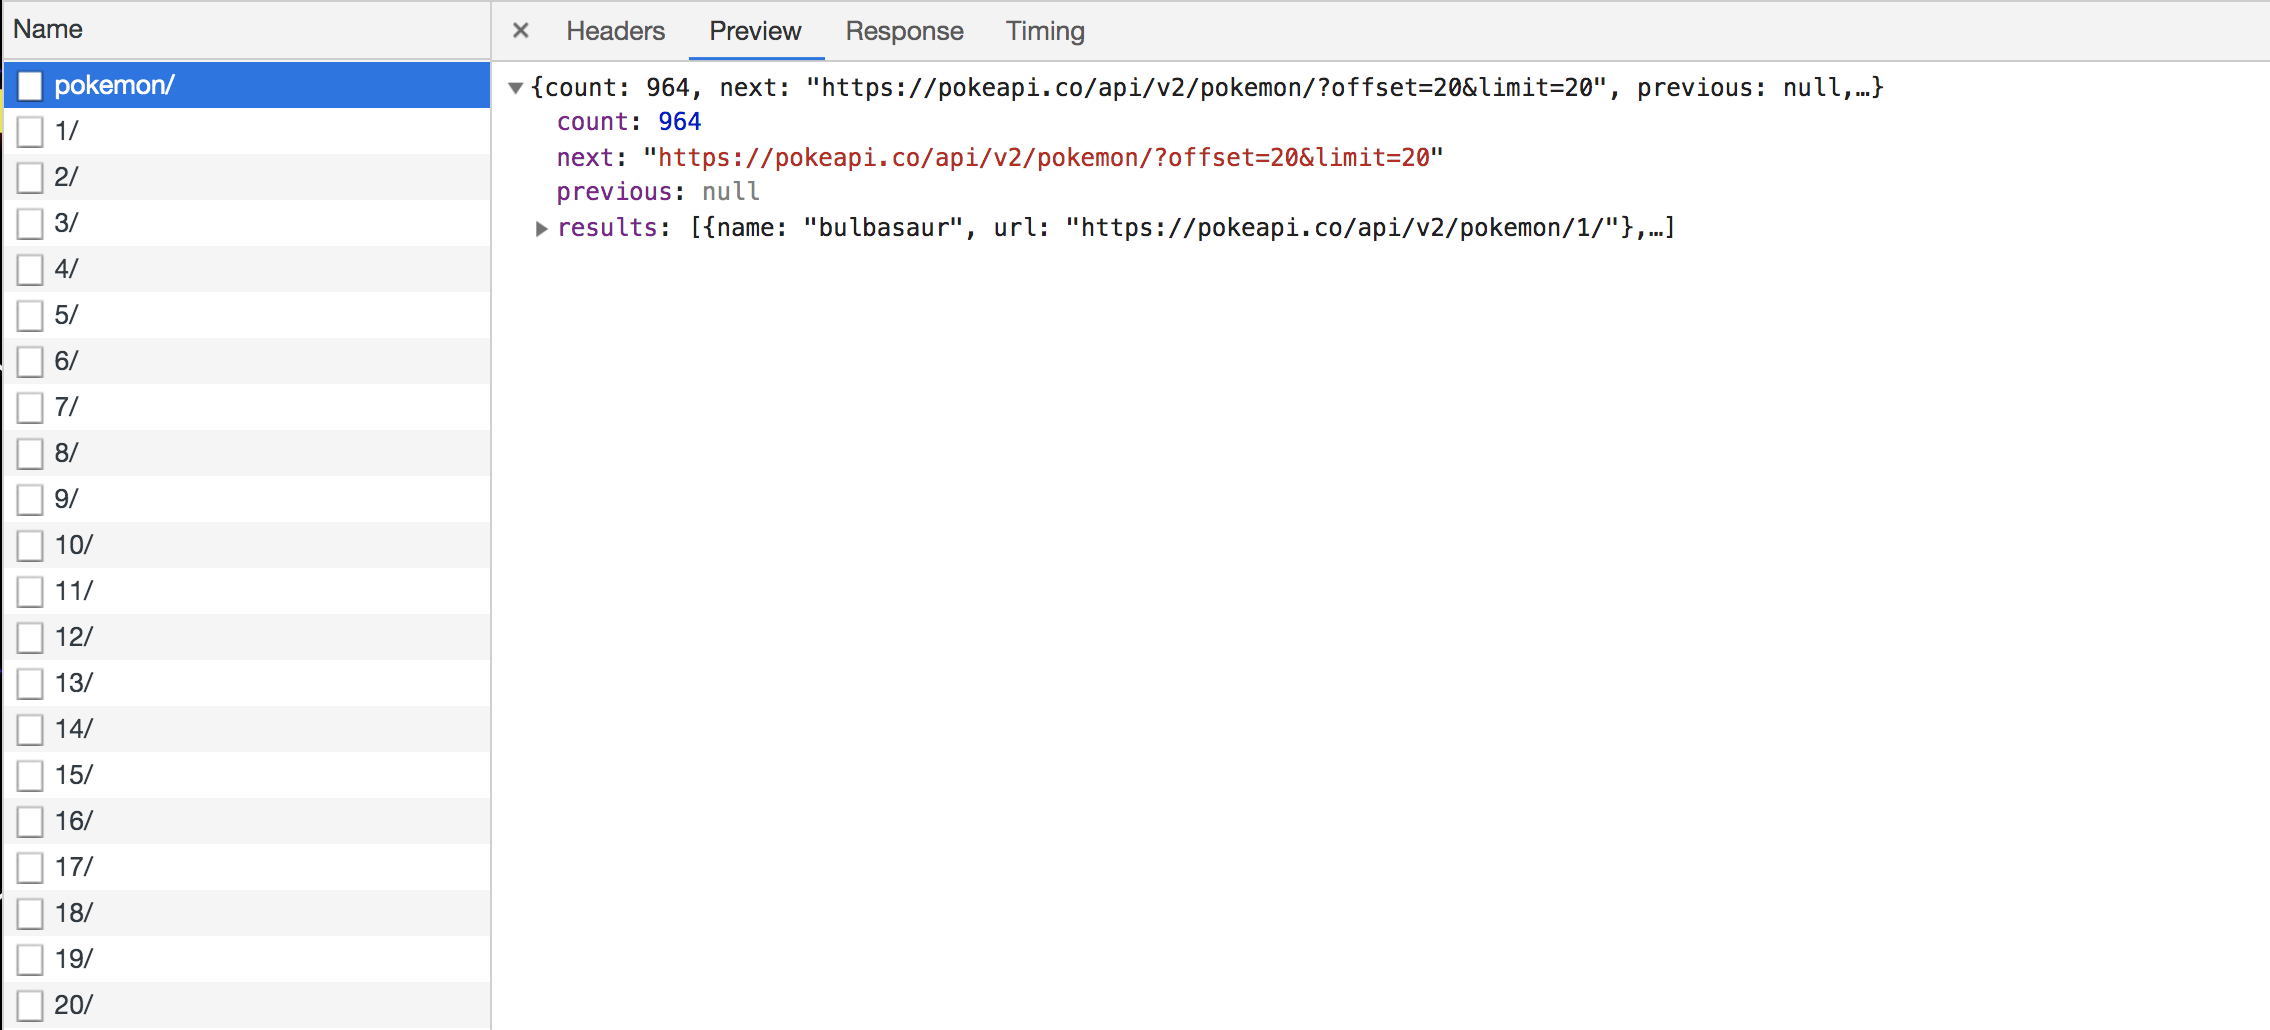 Name
pokemon/
1/
2/
3/
4/
5/
6/
7/
8/
9/
10/
11/
12/
13/
14/
15/
16/
17/
18/
19/
20/
× Headers Preview Response Timing
▼{count: 964, next: "https://pokeapi.co/api/v2/pokemon/?offset=20&limit=20", previous: null,…}
count: 964
next: "https://pokeapi.co/api/v2/pokemon/?offset=20&limit=20"
previous: null
▶results: [{name: "bulbasaur", url: "https://pokeapi.co/api/v2/pokemon/1/"},…]